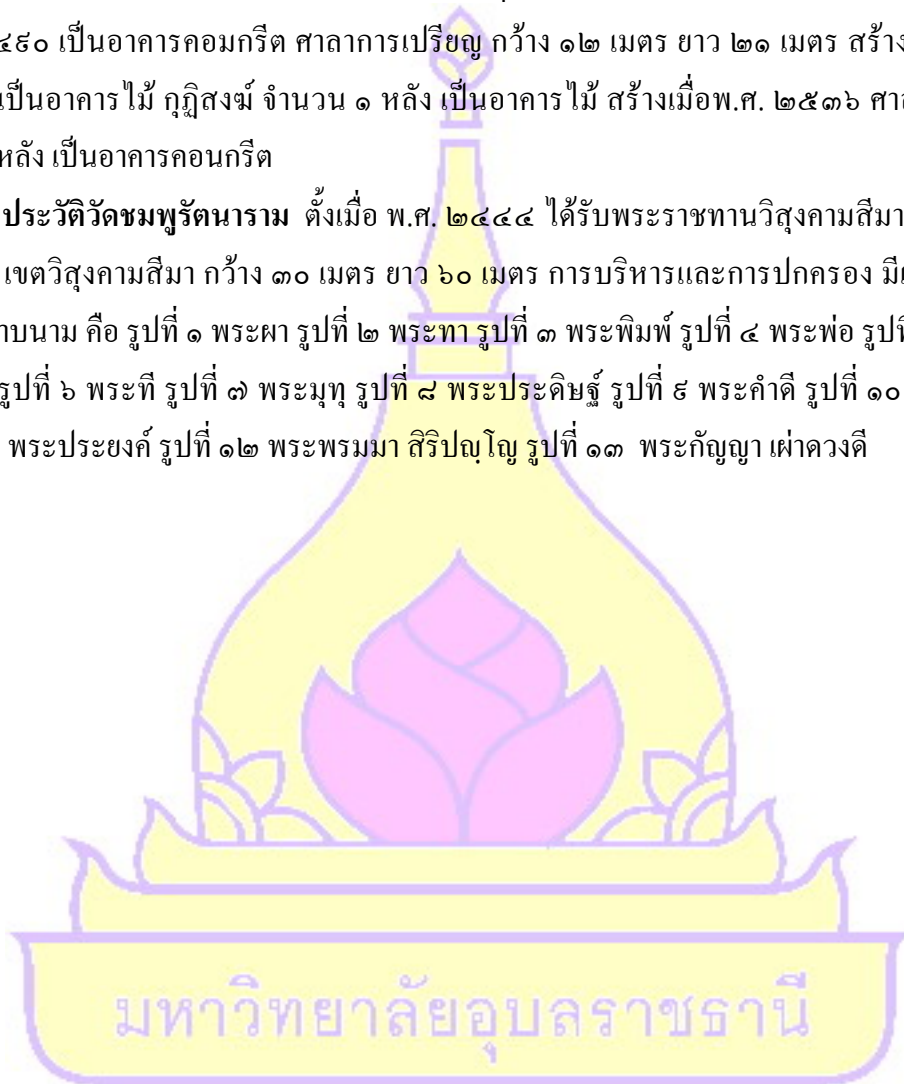 ๔๙๐ เป็นอาคารคอมกรีต ศาลาการเปรียญ กว้าง ๑๒ เมตร ยาว ๒๑ เมตร สร้าง
เป็นอาคารไม้ กุฏิสงฆ์ จำนวน ๑ หลัง เป็นอาคารไม้ สร้างเมื่อพ.ศ. ๒๕๓๖
หลัง เป็นอาคารคอนกรีต
ประวัติวัดชมพูรัตนาราม ตั้งเมื่อ พ.ศ. ๒๔๔๔ ได้รับพระราชทานวิสุงคามสีมา
เขตวิสุงคามสีมา กว้าง ๓๐ เมตร ยาว ๖๐ เมตร การบริหารและการปกครอง
าบนาม คือ รูปที่ ๑ พระผา รูปที่ ๒ พระทา รูปที่ ๓ พระพิมพ์ รูปที่ ๔ พระพ่อ รูปที่
รูปที่ ๖ พระที รูปที่ ๗ พระมุทุ รูปที่ ๘ พระประดิษฐ์ รูปที่ ๙ พระคำดี รูปที่ ๑๐
พระประยงค์ รูปที่ ๑๒ พระพรมมา สิริปญฺโญ รูปที่ ๑๓ พระกัญญา เผ่าดวงดี
มหาวิทยาลัยอุบลราชธานี